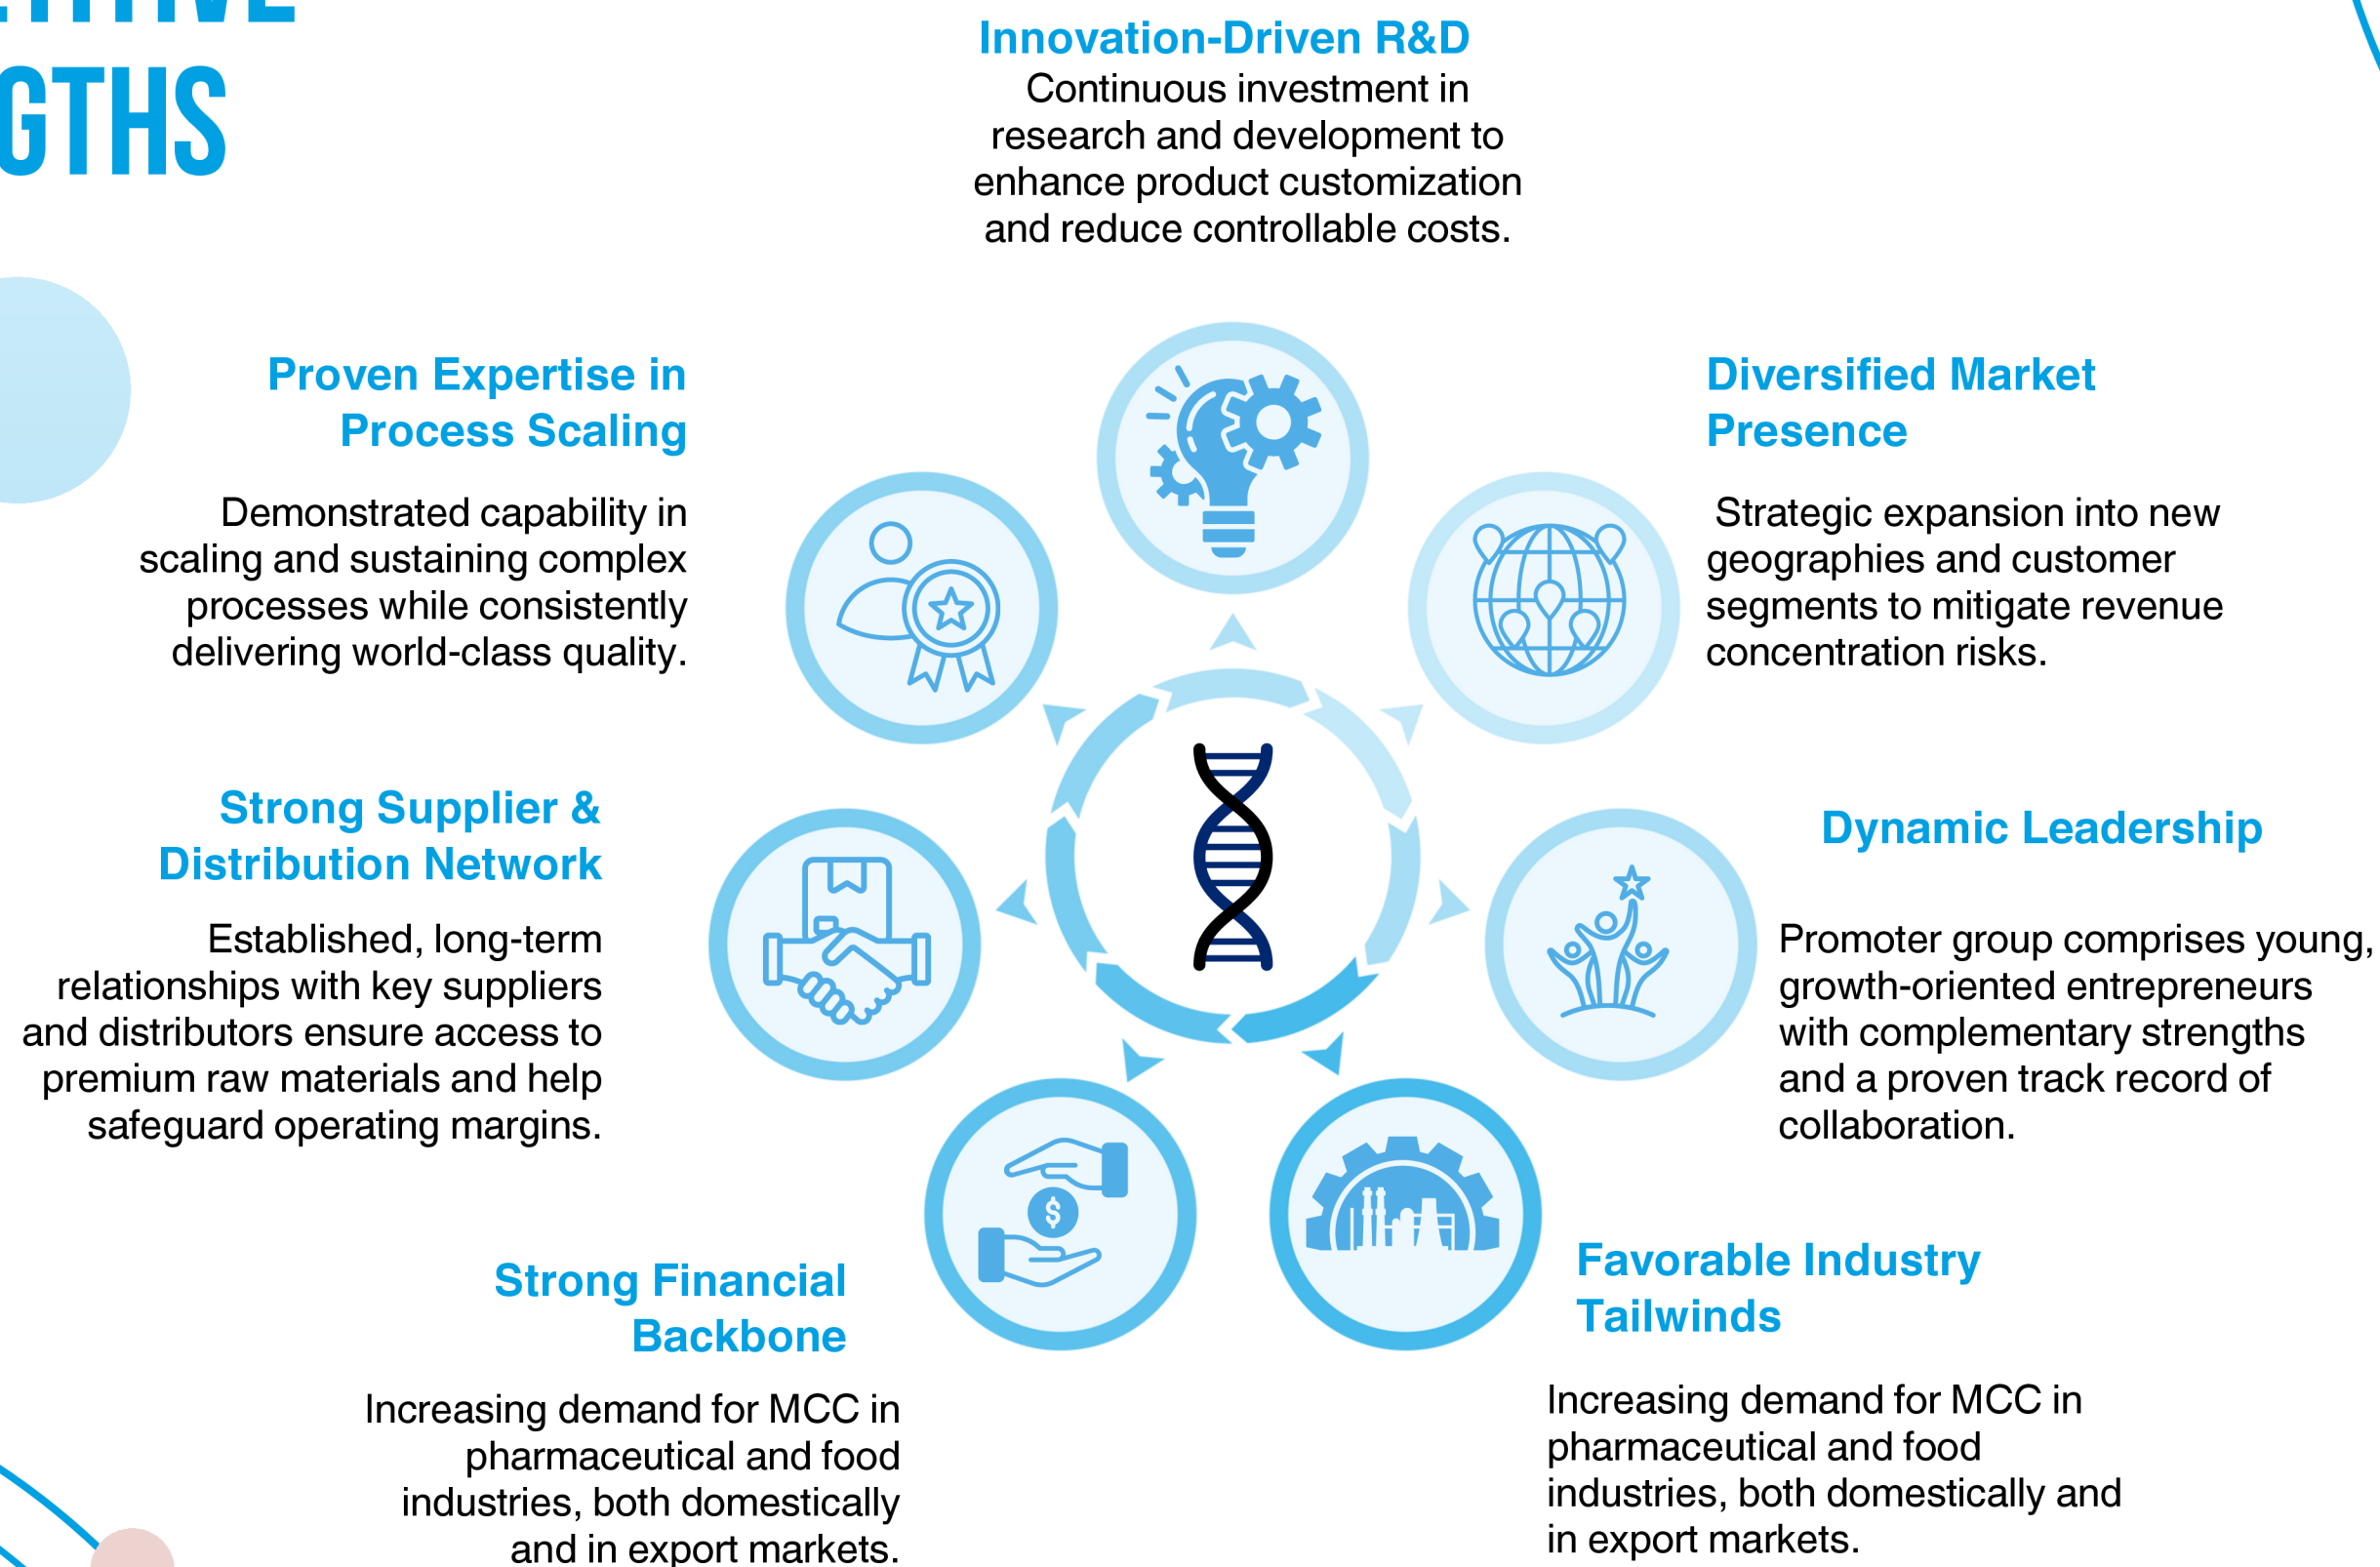 GTHS
Innovation-Driven R&D
Continuous investment in
research and development to
enhance product customization
and reduce controllable costs.
Proven Expertise in
Process Scaling
Demonstrated capability in
scaling and sustaining complex
processes while consistently
delivering world-class quality.
Diversified Market
Presence
Strategic expansion into new
geographies and customer
segments to mitigate revenue
concentration risks.
Strong Supplier &
Distribution Network
Established, long-term
relationships with key suppliers
and distributors ensure access to
premium raw materials and help
safeguard operating margins.
Dynamic Leadership
Promoter group comprises young,
growth-oriented entrepreneurs
with complementary strengths
and a proven track record of
collaboration.
Strong Financial
Backbone
Increasing demand for MCC in
pharmaceutical and food
industries, both domestically
and in export markets.
Favorable Industry
Tailwinds
Increasing demand for MCC in
pharmaceutical and food
industries, both domestically and
in export markets.
$